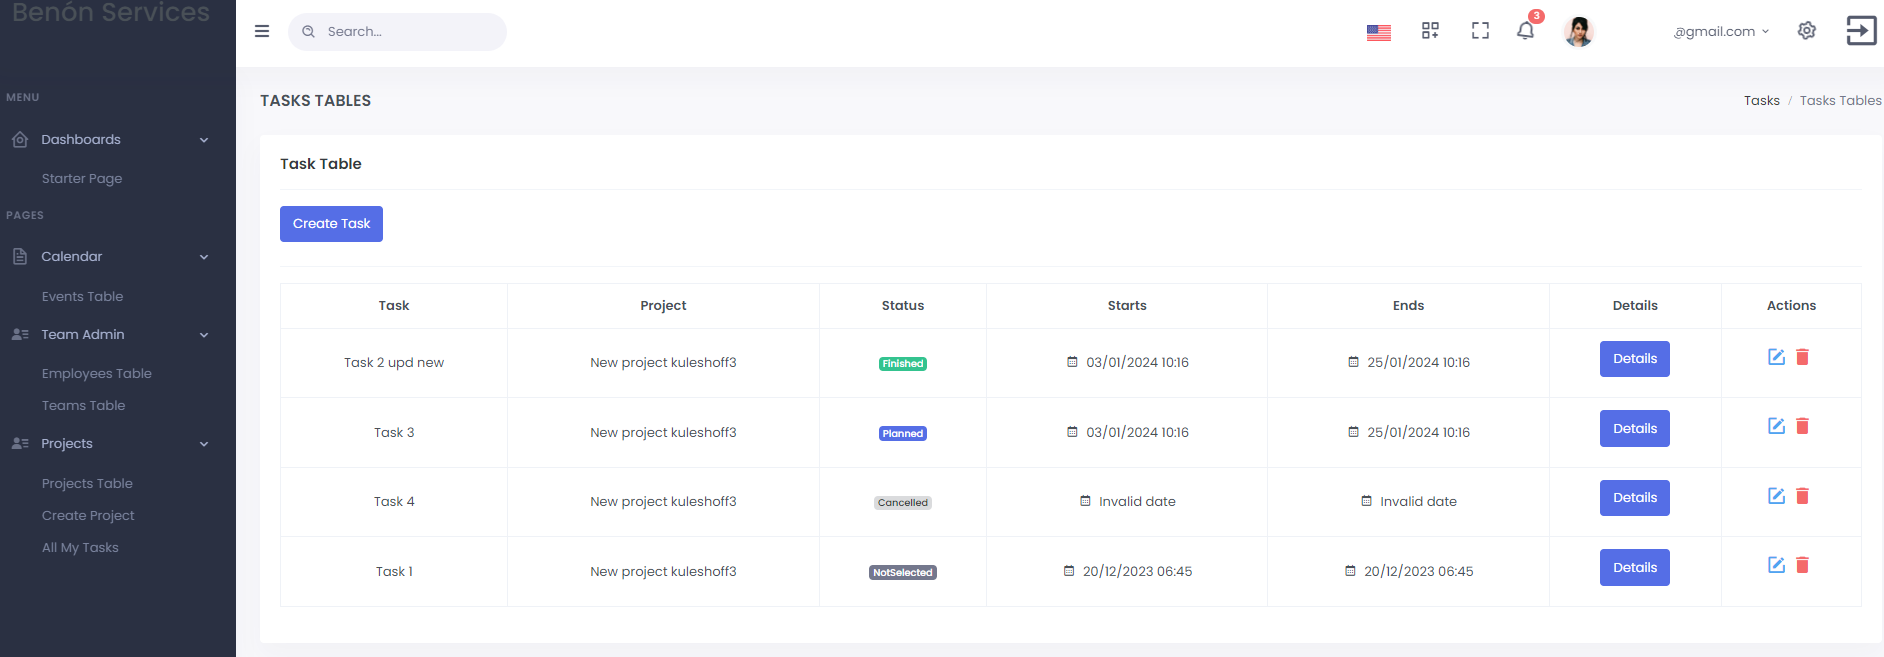 Benón Services
Search...
3
@gmail.com
MENU
Dashboards
Starter Page
PAGES
Calendar
Events Table
Team Admin
Employees Table
Teams Table
Projects
Projects Table
Create Project
All My Tasks
TASKS TABLES
Tasks / Tasks Tables
Task Table
Create Task
Task Project Status Starts Ends Details Actions
Task 2 upd new New project kuleshoff3 Finished 03/01/2024 10:16 25/01/2024 10:16 Details
Task 3 New project kuleshoff3 Planned 03/01/2024 10:16 25/01/2024 10:16 Details
Task 4 New project kuleshoff3 Cancelled Invalid date Invalid date Details
Task 1 New project kuleshoff3 NotSelected 20/12/2023 06:45 20/12/2023 06:45 Details